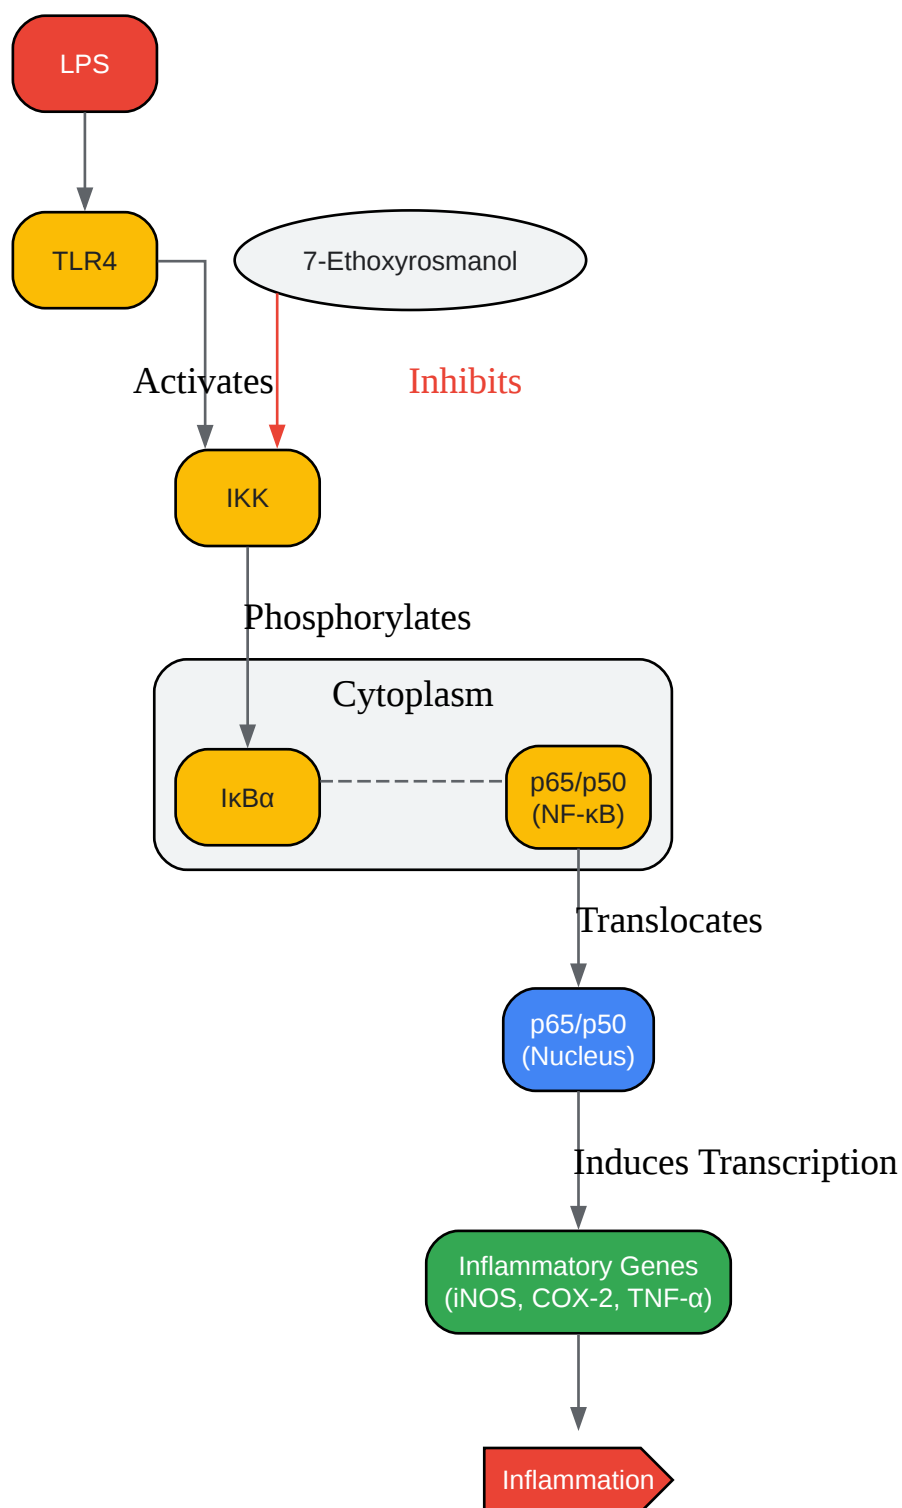 LPS
TLR4
7-Ethoxyrosmanol
Activates
Inhibits
IKK
Phosphorylates
Cytoplasm
IκBα
p65/p50
(NF-κB)
Translocates
p65/p50
(Nucleus)
Induces Transcription
Inflammatory Genes
(iNOS, COX-2, TNF-α)
Inflammation